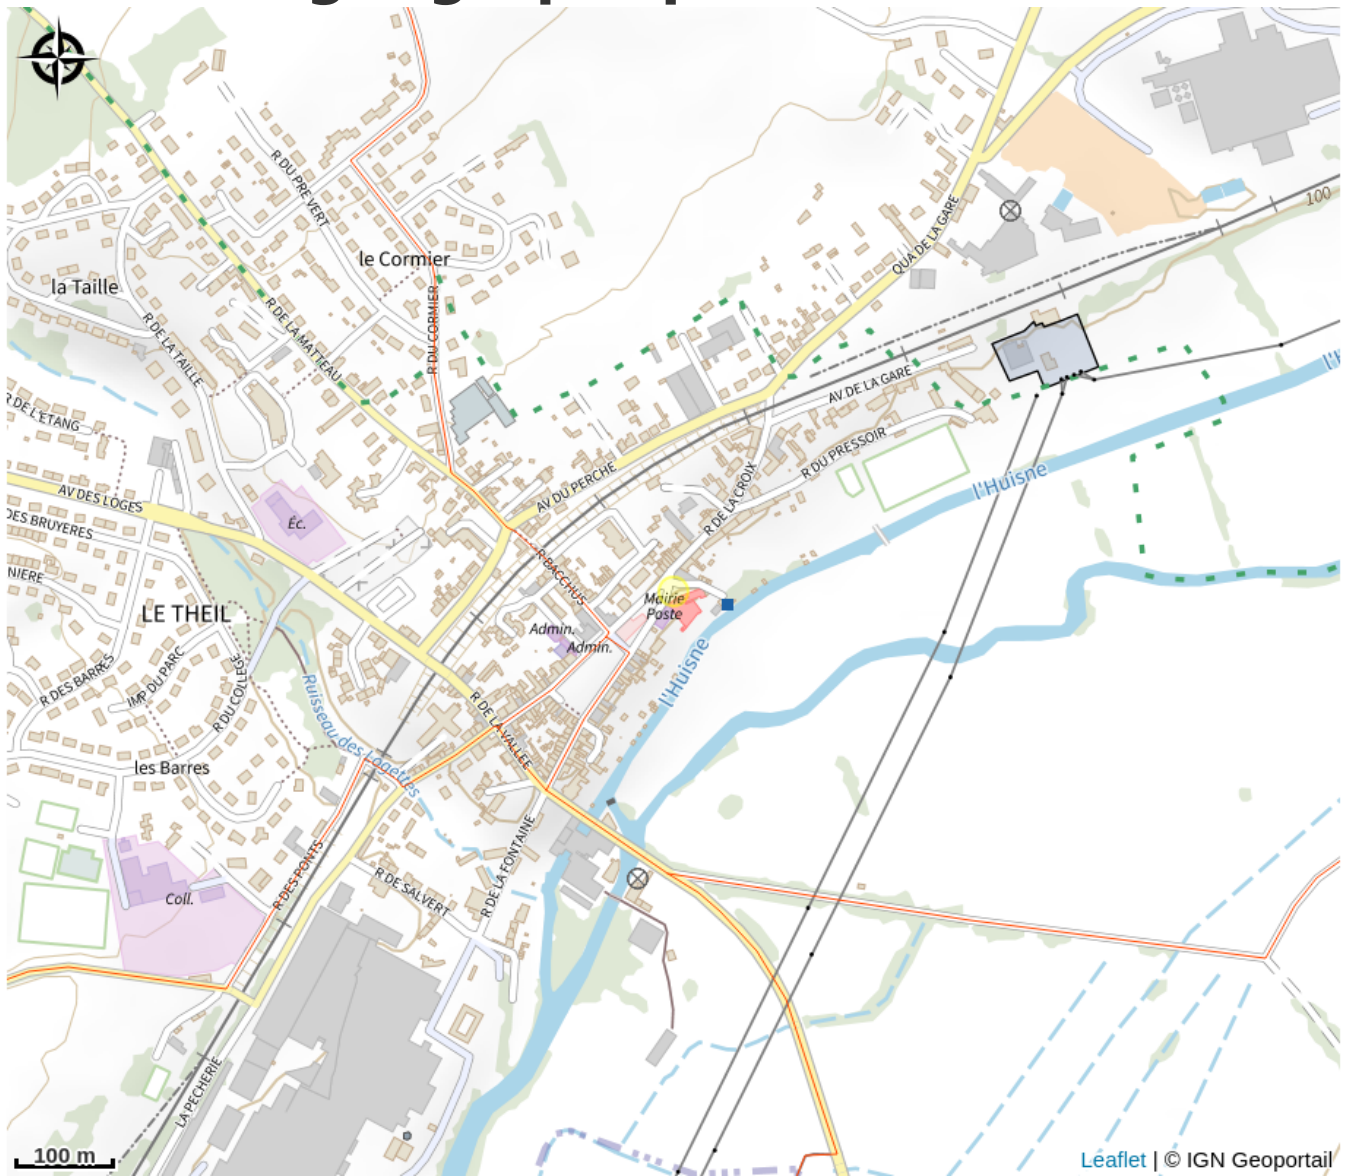 100
R DU PRE VERT
le Cormier
QUA DE LA GARE
la Taille
R DE LA TAILLE
R DE LA MATTEAU
R DU CORMIER
AV DE LA GARE
R DE L'ETANG
R DU PRESSOIR
l'Huisne
AV DU PERCHE
R DE LA CROIX
AV DES LOGES
DES BRUYERES
Éc.
R BACCHUS
NIERE
LE THEIL
Mairie
Poste
Admin.
Admin.
R DES BARRES
IMP DU PARC
R DU COLLEGE
l'Huisne
Ruisseau des Logettes
R DE LA VALLEE
les Barres
R DES PONTS
R DE SALVERT
R DE LA FONTAINE
Coll.
LA PECHERIE
100 m
Leaflet | © IGN Geoportail